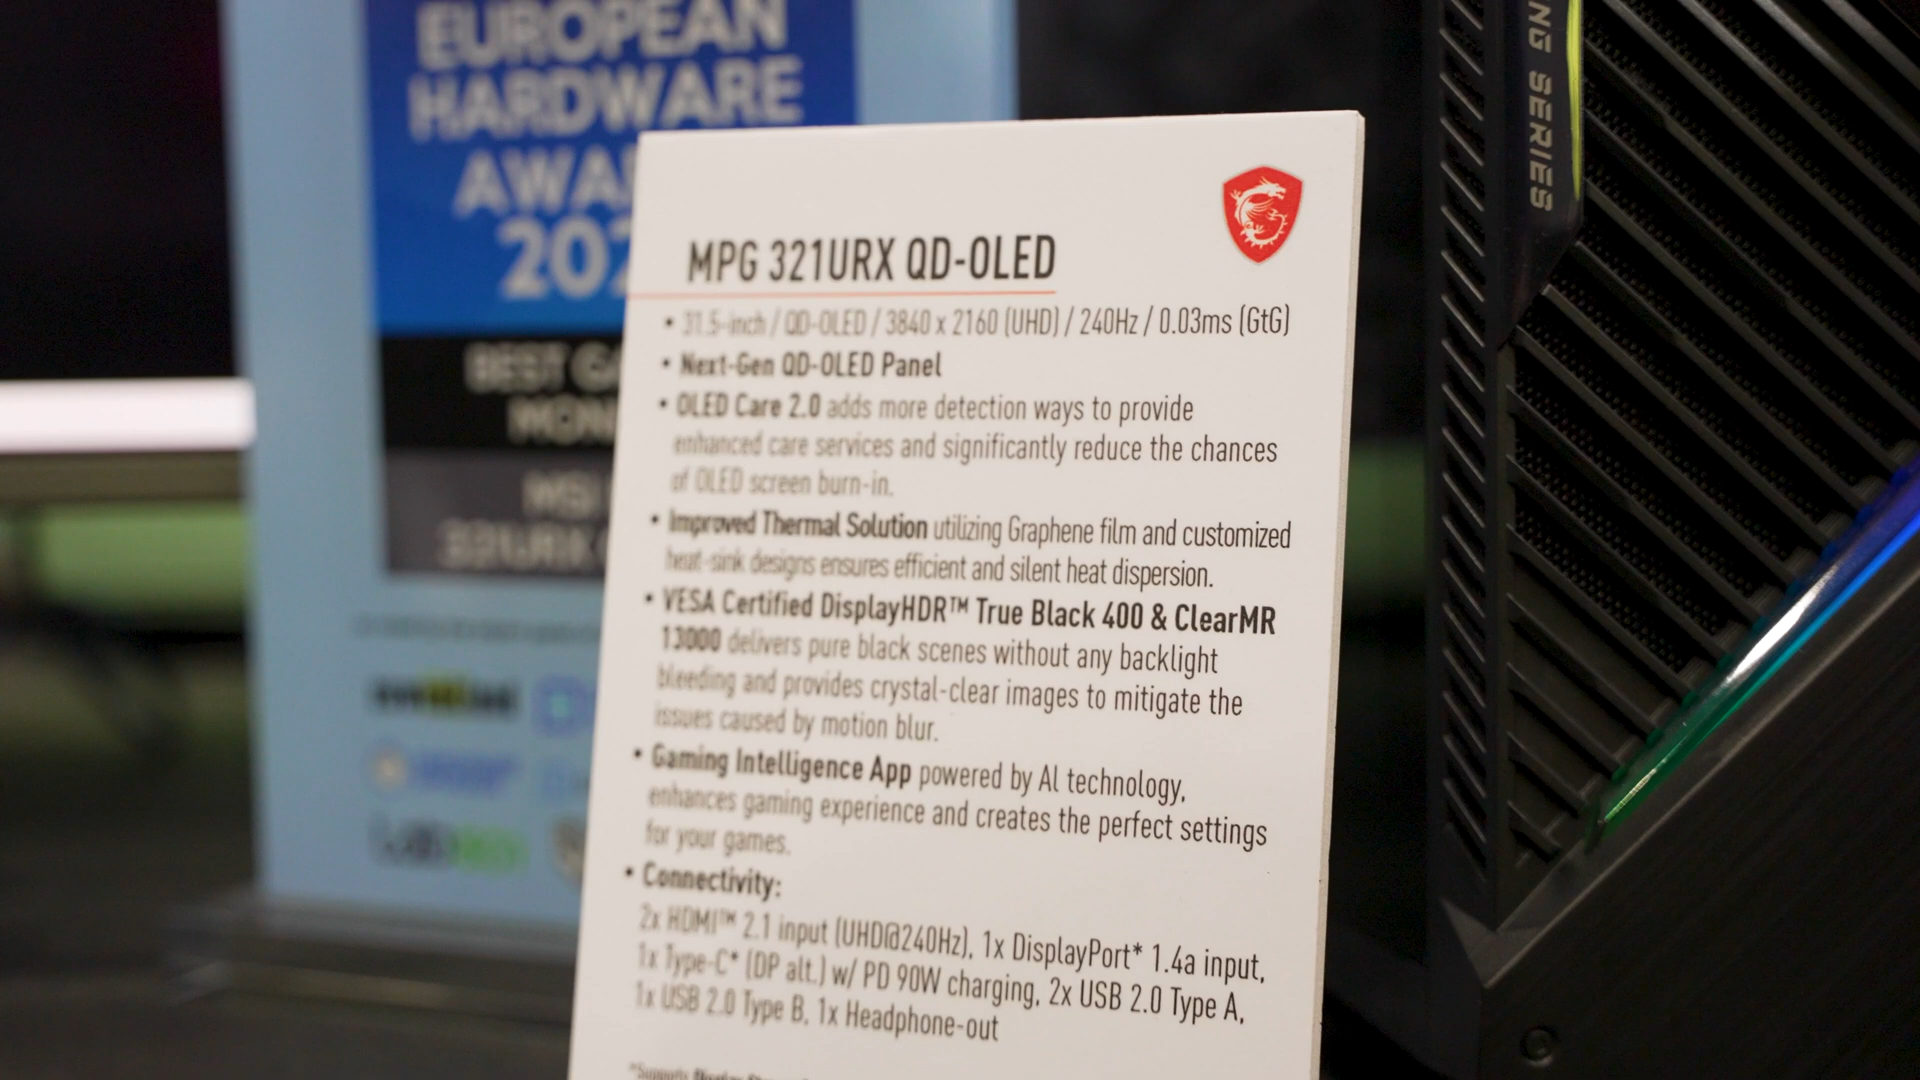 EUROPEAN
HARDWARE
BEST
MSI
321URX
NG SERIES
MPG 321URX QD-OLED
• 31.5-inch / QD-OLED / 3840 x 2160 (UHD) / 240Hz / 0.03ms (GtG)
• Next-Gen QD-OLED Panel
• OLED Care 2.0 adds more detection ways to provide
enhanced care services and significantly reduce the chances
of OLED screen burn-in.
• Improved Thermal Solution utilizing Graphene film and customized
heat-sink designs ensures efficient and silent heat dispersion.
• VESA Certified DisplayHDR™ True Black 400 & ClearMR
13000 delivers pure black scenes without any backlight
bleeding and provides crystal-clear images to mitigate the
issues caused by motion blur.
• Gaming Intelligence App powered by AI technology,
enhances gaming experience and creates the perfect settings
for your games.
• Connectivity:
2x HDMI™ 2.1 input (UHD@240Hz), 1x DisplayPort* 1.4a input,
1x Type-C* (DP alt.) w/ PD 90W charging, 2x USB 2.0 Type A,
1x USB 2.0 Type B, 1x Headphone-out
*Supports Display